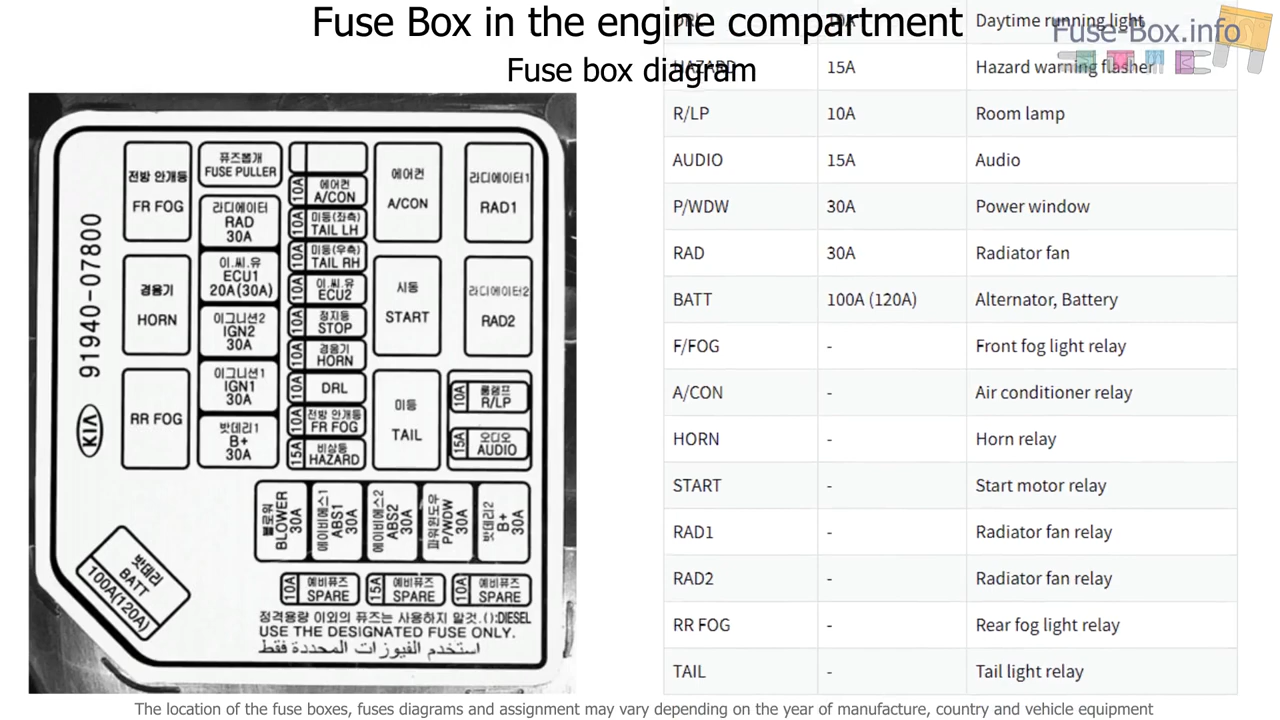 Fuse Box in the engine compartment
Fuse box diagram
Fuse-Box.info
91940-07800
KIA
전방 안개등
FR FOG
경음기
HORN
RR FOG
퓨즈뽑개
FUSE PULLER
라디에이터
RAD
30A
이.씨.유
ECU1
20A(30A)
이그니션2
IGN2
30A
이그니션1
IGN1
30A
밧데리1
B+
30A
10A 에어컨
A/CON
10A 미등(좌측)
TAIL LH
10A 미등(우측)
TAIL RH
10A 이.씨.유
ECU2
10A 정지등
STOP
10A 경음기
HORN
10A DRL
10A 전방 안개등
FR FOG
15A 비상등
HAZARD
에어컨
A/CON
시동
START
미등
TAIL
라디에이터1
RAD1
라디에이터2
RAD2
10A 룸램프
R/LP
15A 오디오
AUDIO
블로워
BLOWER
30A
에이비에스1
ABS1
30A
에이비에스2
ABS2
30A
파워윈도우
P/WDW
30A
밧데리2
B+
30A
밧데리
BATT
100A(120A)
10A 예비퓨즈
SPARE
15A 예비퓨즈
SPARE
10A 예비퓨즈
SPARE
정격용량 이외의 퓨즈는 사용하지 말것.():DIESEL
USE THE DESIGNATED FUSE ONLY.
استخدم الفيوزات المحددة فقط
DRL 10A Daytime running light
HAZARD 15A Hazard warning flasher
R/LP 10A Room lamp
AUDIO 15A Audio
P/WDW 30A Power window
RAD 30A Radiator fan
BATT 100A (120A) Alternator, Battery
F/FOG - Front fog light relay
A/CON - Air conditioner relay
HORN - Horn relay
START - Start motor relay
RAD1 - Radiator fan relay
RAD2 - Radiator fan relay
RR FOG - Rear fog light relay
TAIL - Tail light relay
The location of the fuse boxes, fuses diagrams and assignment may vary depending on the year of manufacture, country and vehicle equipment